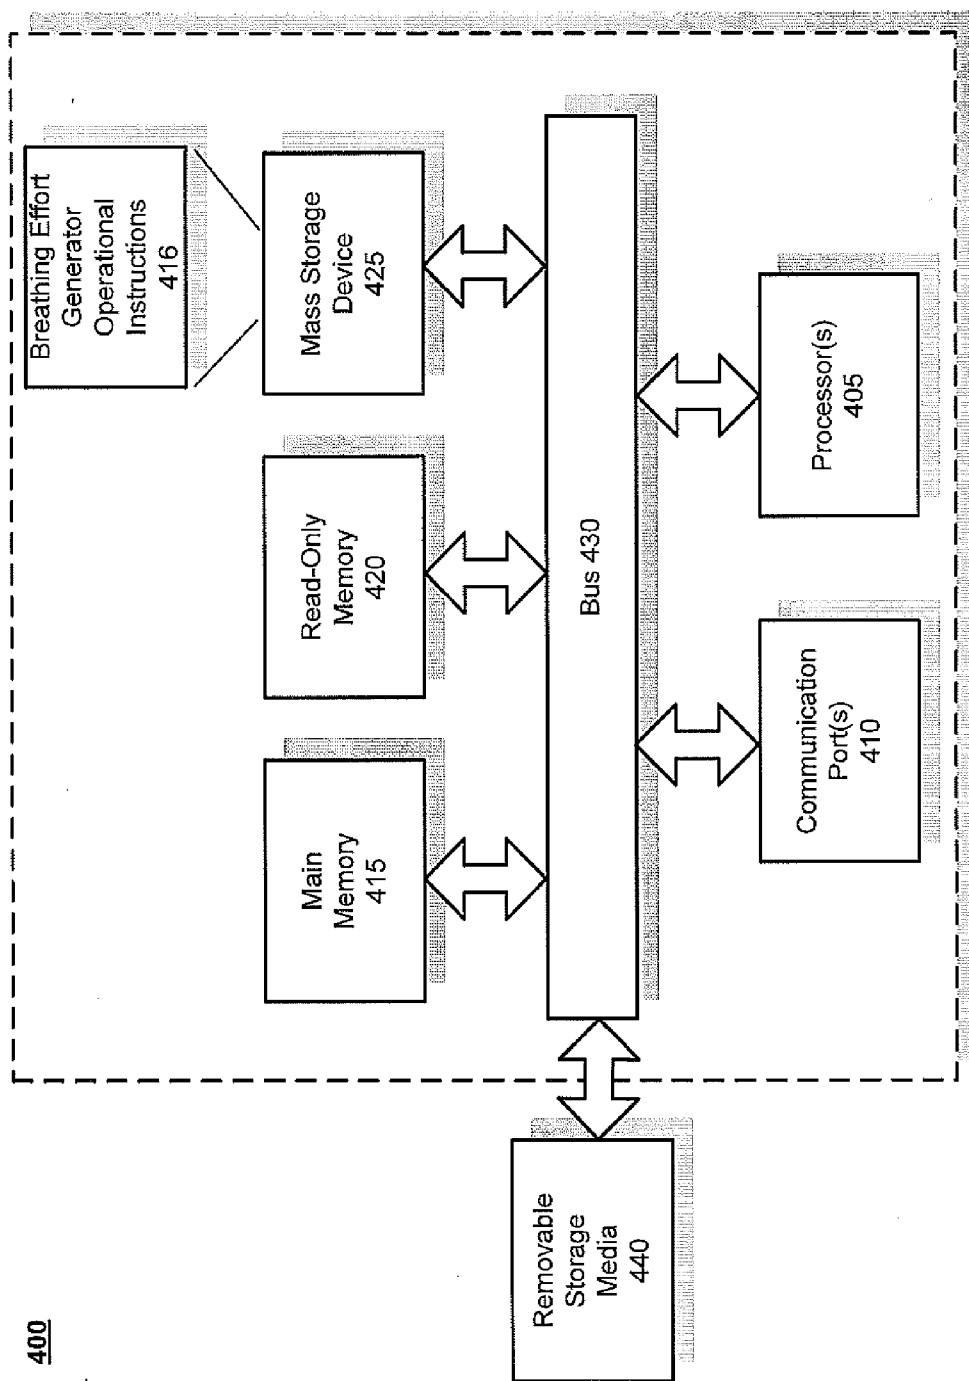 400
Breathing Effort
Generator
Operational
Instructions
416
Main
Memory
415
Read-Only
Memory
420
Mass Storage
Device
425
Bus 430
Removable
Storage
Media
440
Communication
Port(s)
410
Processor(s)
405